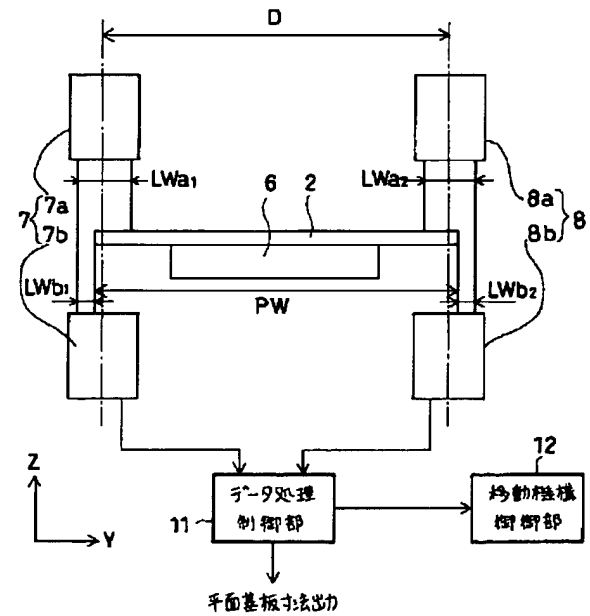 D
LWa₁
6
2
LWa₂
7{7a
7b
8a}8
8b
LWb₁
PW
LWb₂
Z
Y
11
データ処理
制御部
12
移動機構
御御部
平面基板寸法出力